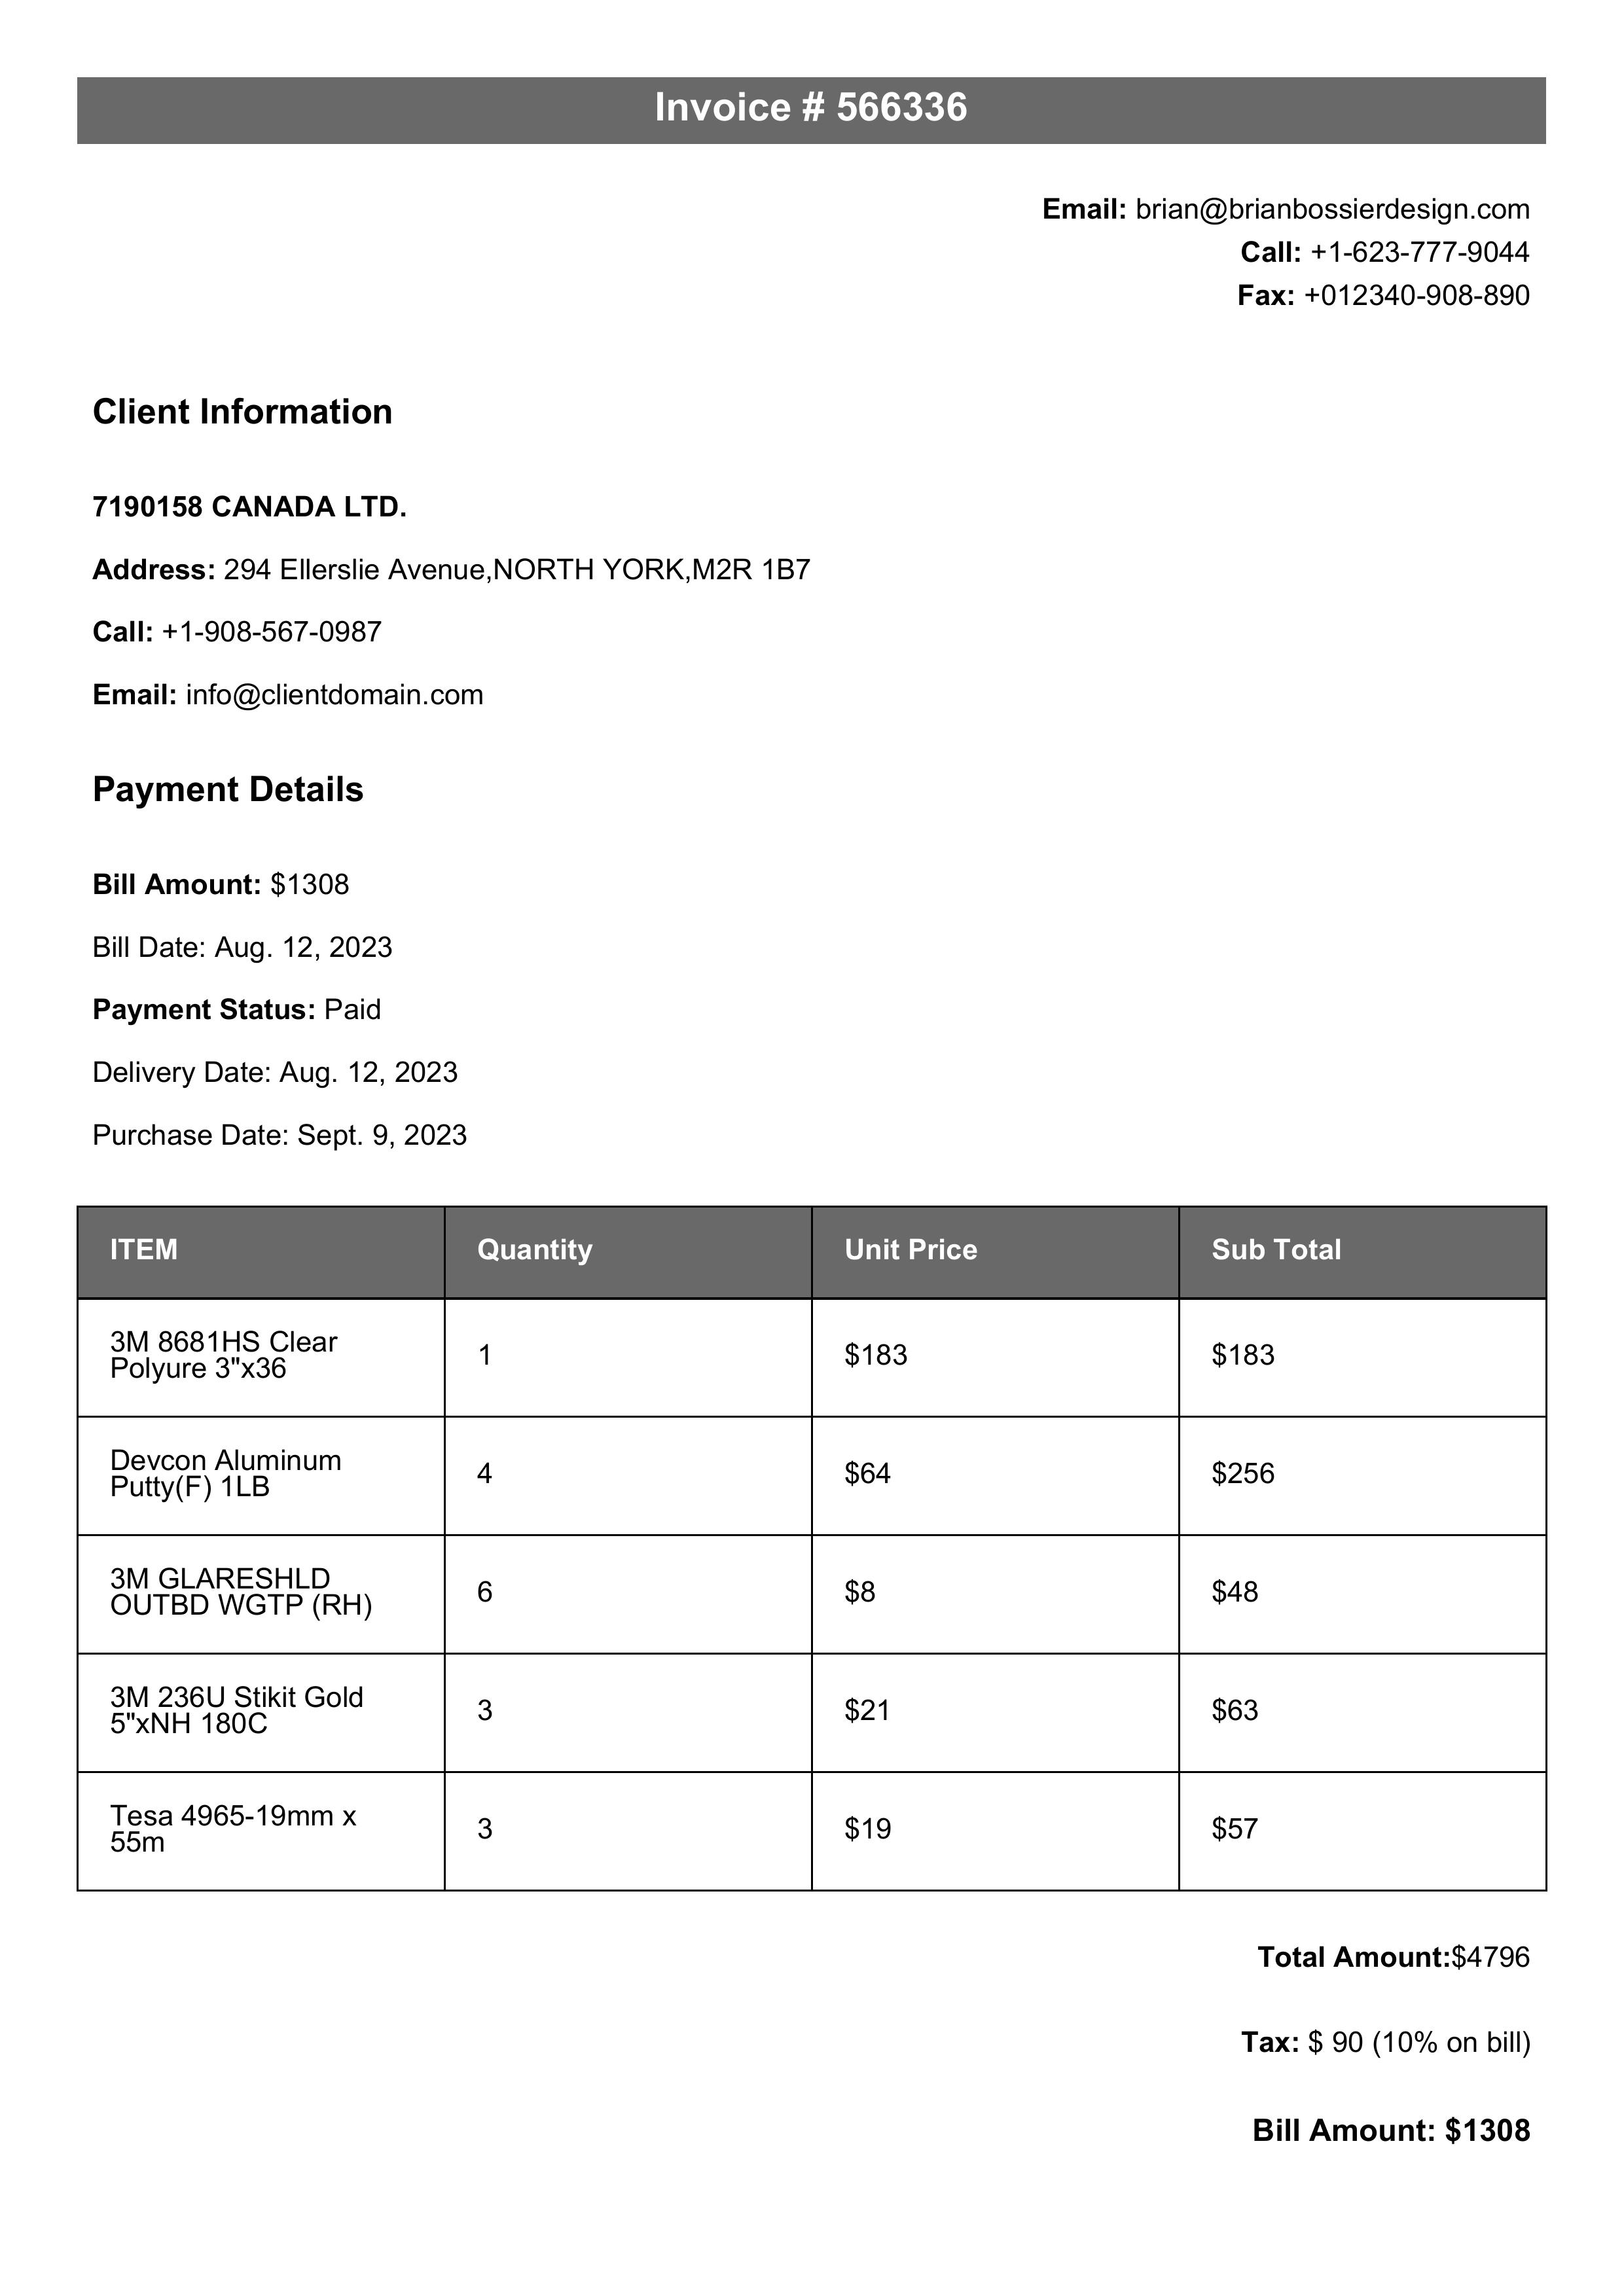 Invoice # 566336
Email: brian@brianbossierdesign.com
Call: +1-623-777-9044
Fax: +012340-908-890
Client Information
7190158 CANADA LTD.
Address: 294 Ellerslie Avenue,NORTH YORK,M2R 1B7
Call: +1-908-567-0987
Email: info@clientdomain.com
Payment Details
Bill Amount: $1308
Bill Date: Aug. 12, 2023
Payment Status: Paid
Delivery Date: Aug. 12, 2023
Purchase Date: Sept. 9, 2023
ITEM Quantity Unit Price Sub Total
3M 8681HS Clear
Polyure 3"x36 1 $183 $183
Devcon Aluminum
Putty(F) 1LB 4 $64 $256
3M GLARESHLD
OUTBD WGTP (RH) 6 $8 $48
3M 236U Stikit Gold
5"xNH 180C 3 $21 $63
Tesa 4965-19mm x
55m 3 $19 $57
Total Amount:$4796
Tax: $ 90 (10% on bill)
Bill Amount: $1308